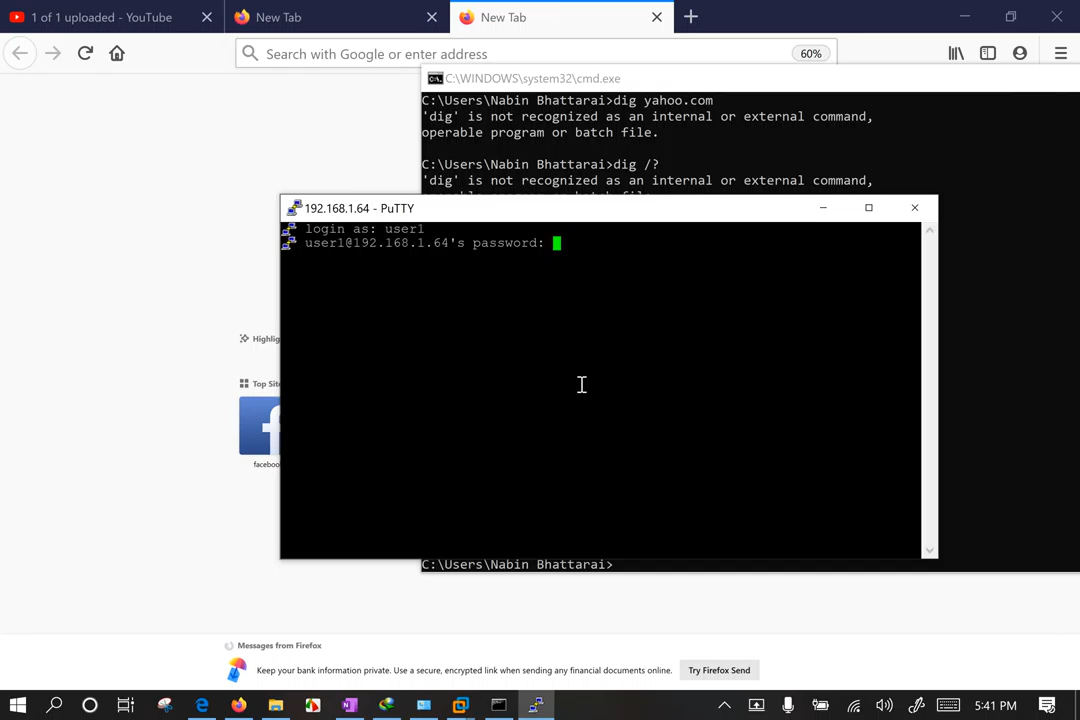 1 of 1 uploaded - YouTube
New Tab
New Tab
Search with Google or enter address
60%
C:\WINDOWS\system32\cmd.exe
C:\Users\Nabin Bhattarai>dig yahoo.com
'dig' is not recognized as an internal or external command,
operable program or batch file.
C:\Users\Nabin Bhattarai>dig /?
'dig' is not recognized as an internal or external command,
192.168.1.64 - PuTTY
login as: user1
user1@192.168.1.64's password:
Highlig
Top Sit
facebo
C:\Users\Nabin Bhattarai>
Messages from Firefox
Keep your bank information private. Use a secure, encrypted link when sending any financial documents online.
Try Firefox Send
5:41 PM